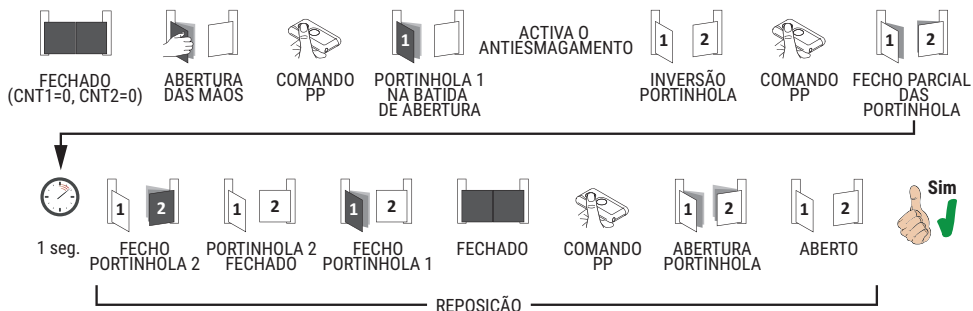 FECHADO
(CNT1=0, CNT2=0)
ABERTURA
DAS MÃOS
COMANDO
PP
1
PORTINHOLA 1
NA BATIDA
DE ABERTURA
ACTIVA O
ANTIESMAGAMENTO
1 2
INVERSÃO
PORTINHOLA
COMANDO
PP
1 2
FECHO PARCIAL
DAS
PORTINHOLA
1 seg.
1 2
FECHO
PORTINHOLA 2
1 2
PORTINHOLA 2
FECHADO
1 2
FECHO
PORTINHOLA 1
FECHADO
COMANDO
PP
1 2
ABERTURA
PORTINHOLA
1 2
ABERTO
Sim
REPOSIÇÃO